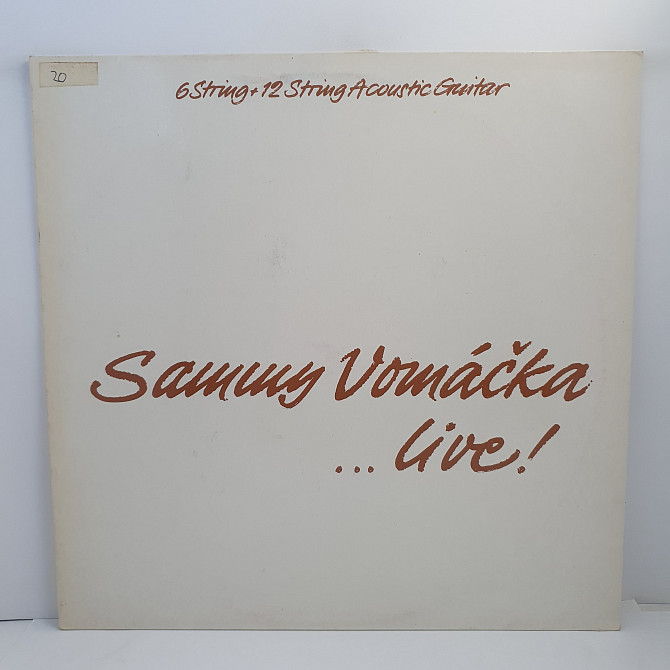 20
6 String + 12 String Acoustic Guitar
Sammy Vomáčka
... live!